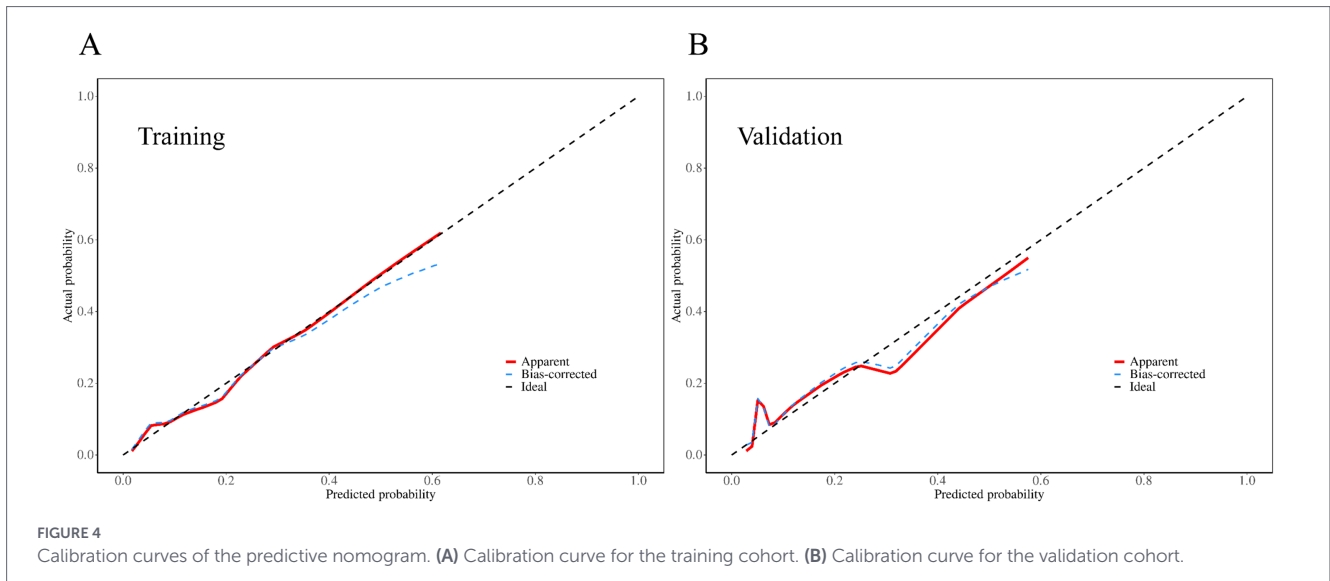 A
Training
Actual probability
1.0
0.8
0.6
0.4
0.2
0.0
Apparent
Bias-corrected
Ideal
0.0 0.2 0.4 0.6 0.8 1.0
Predicted probability
B
Validation
Actual probability
1.0
0.8
0.6
0.4
0.2
0.0
Apparent
Bias-corrected
Ideal
0.0 0.2 0.4 0.6 0.8 1.0
Predicted probability
FIGURE 4
Calibration curves of the predictive nomogram. (A) Calibration curve for the training cohort. (B) Calibration curve for the validation cohort.